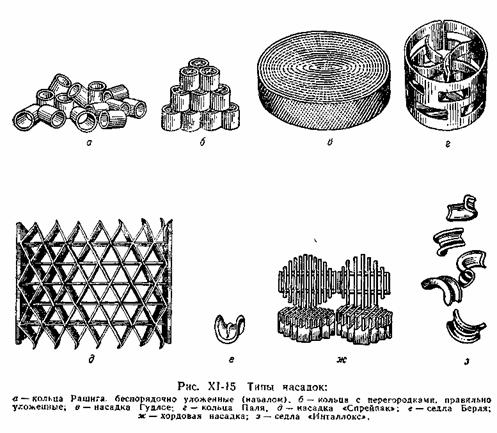 а
б
в
г
д
е
ж
з
Рис. XI-15 Типы насадок:
а — кольца Рашига. беспорядочно уложенные (навалом). б — кольца с перегородками. правильно
уложенные; в — насадка Гудлое; г — кольца Паля, д — насадка «Спрейпак»; е — седла Берля;
ж — хордовая насадка; з — седла «Инталлокс».